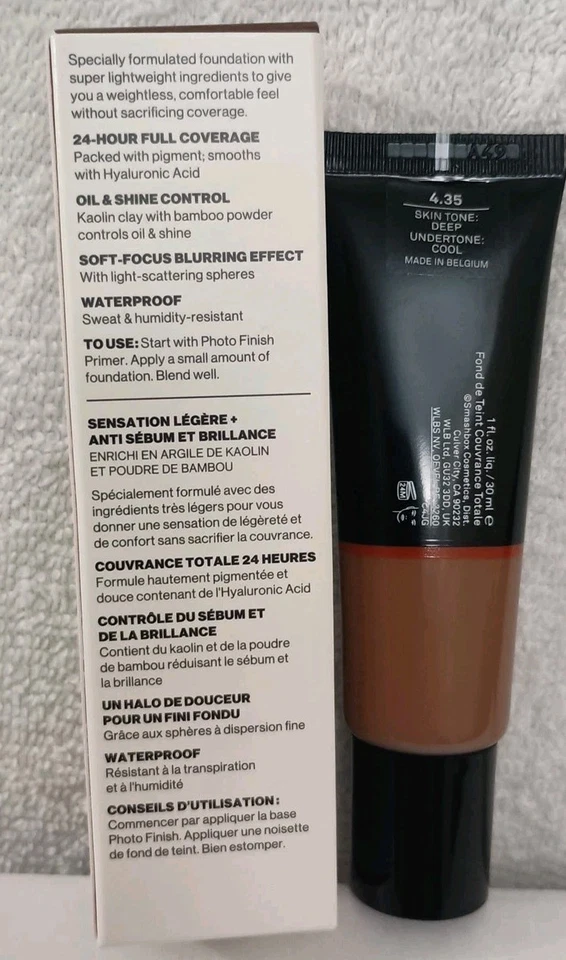 Specially formulated foundation with
super lightweight ingredients to give
you a weightless, comfortable feel
without sacrificing coverage.
24-HOUR FULL COVERAGE
Packed with pigment; smooths
with Hyaluronic Acid
OIL & SHINE CONTROL
Kaolin clay with bamboo powder
controls oil & shine
SOFT-FOCUS BLURRING EFFECT
With light-scattering spheres
WATERPROOF
Sweat & humidity-resistant
TO USE: Start with Photo Finish
Primer. Apply a small amount of
foundation. Blend well.
SENSATION LÉGÈRE +
ANTI SÉBUM ET BRILLANCE
ENRICHI EN ARGILE DE KAOLIN
ET POUDRE DE BAMBOU
Spécialement formulé avec des
ingrédients très légers pour vous
donner une sensation de légèreté et
de confort sans sacrifier la couvrance.
COUVRANCE TOTALE 24 HEURES
Formule hautement pigmentée et
douce contenant de l'Hyaluronic Acid
CONTRÔLE DU SÉBUM ET
DE LA BRILLANCE
Contient du kaolin et de la poudre
de bambou réduisant le sébum et
la brillance
UN HALO DE DOUCEUR
POUR UN FINI FONDU
Grâce aux sphères à dispersion fine
WATERPROOF
Résistant à la transpiration
et à l'humidité
CONSEILS D'UTILISATION:
Commencer par appliquer la base
Photo Finish. Appliquer une noisette
de fond de teint. Bien estomper.
4.35
SKIN TONE:
DEEP
UNDERTONE:
COOL
MADE IN BELGIUM
1 fl.oz.liq./30 ml e
Fond de Teint Couvrance Totale
©Smashbox Cosmetics, Dist.
Culver City, CA 90232
WLB Ltd, GU32 3DD, UK
WLBS NV, OEVEL, BE-2260
24M